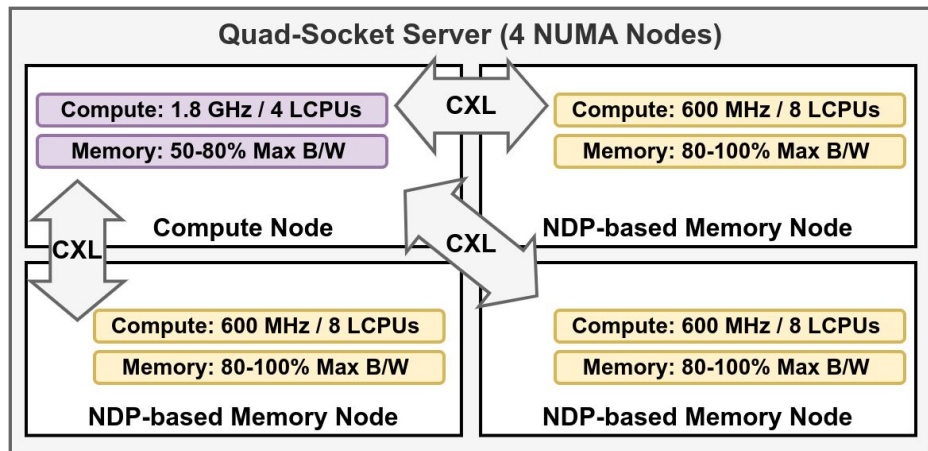 Quad-Socket Server (4 NUMA Nodes)
Compute: 1.8 GHz / 4 LCPUs
Memory: 50-80% Max B/W
Compute Node
CXL
Compute: 600 MHz / 8 LCPUs
Memory: 80-100% Max B/W
NDP-based Memory Node
CXL
CXL
Compute: 600 MHz / 8 LCPUs
Memory: 80-100% Max B/W
NDP-based Memory Node
Compute: 600 MHz / 8 LCPUs
Memory: 80-100% Max B/W
NDP-based Memory Node